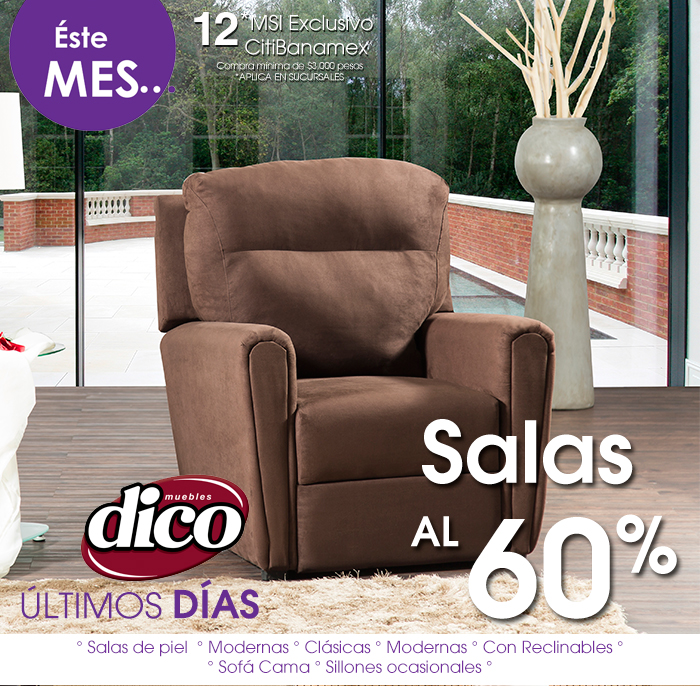 Éste
MES...
12*MSI Exclusivo
CitiBanamex
Compra mínima de $3,000 pesos
*APLICA EN SUCURSALES
Salas
AL 60%
muebles
dico
ÚLTIMOS DÍAS
° Salas de piel ° Modernas ° Clásicas ° Modernas ° Con Reclinables °
° Sofá Cama ° Sillones ocasionales °